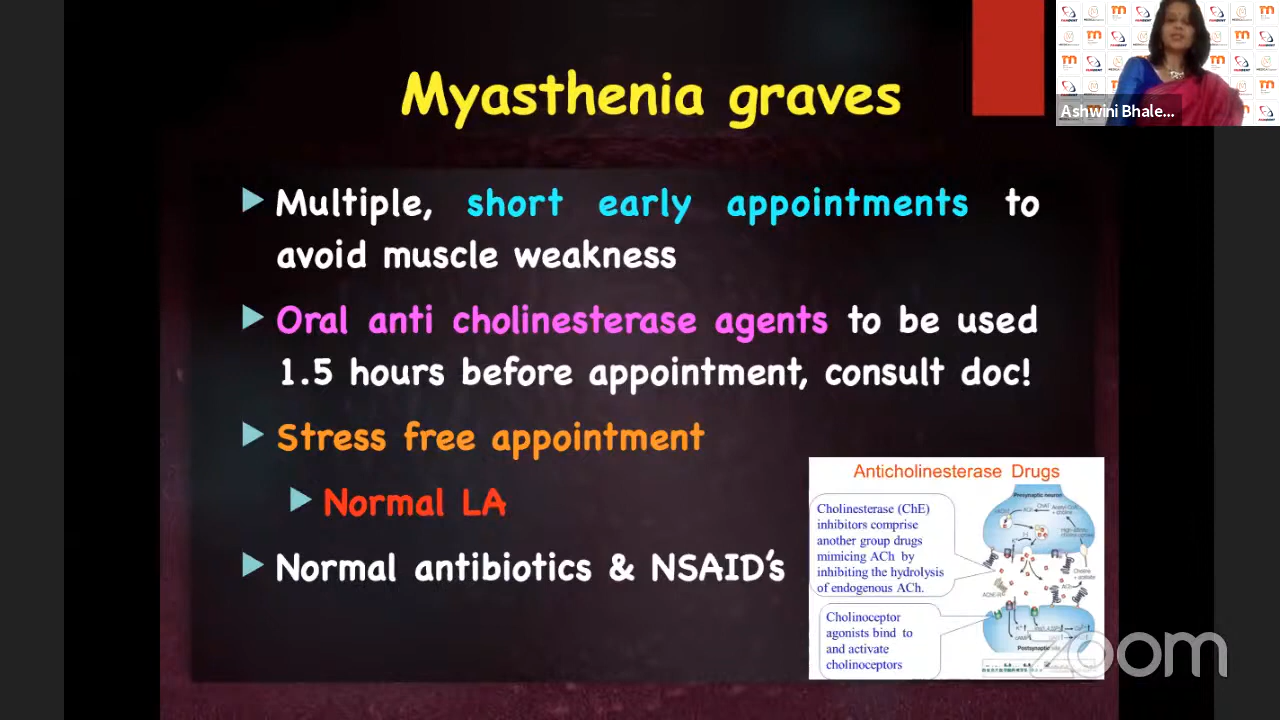 Myasthenia graves
Ashwini Bhale...
Multiple, short early appointments to
avoid muscle weakness
Oral anti cholinesterase agents to be used
1.5 hours before appointment, consult doc!
Stress free appointment
Normal LA
Normal antibiotics & NSAID's
Anticholinesterase Drugs
Cholinesterase (ChE)
inhibitors comprise
another group drugs
mimicing ACh by
inhibiting the hydrolysis
of endogenous ACh.
Cholinoceptor
agonists bind to
and activate
cholinoceptors
Presynaptic neuron
Postsynaptic
zoom